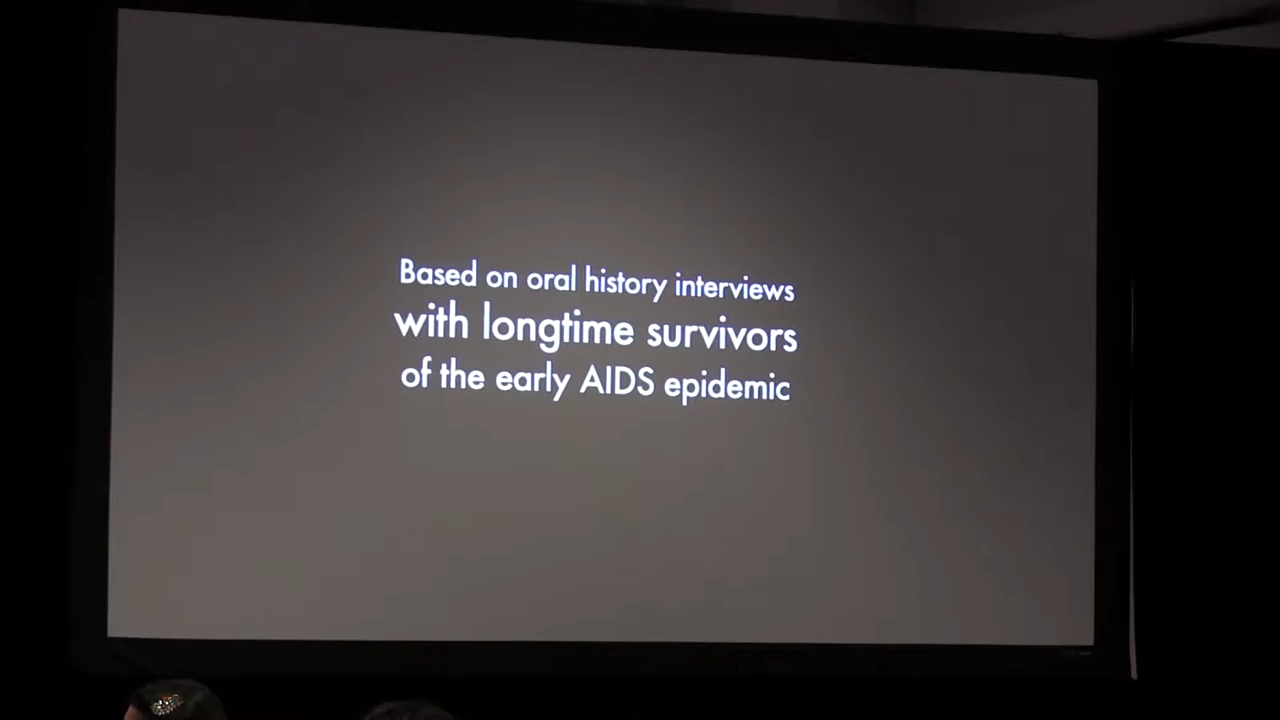 Based on oral history interviews
with longtime survivors
of the early AIDS epidemic